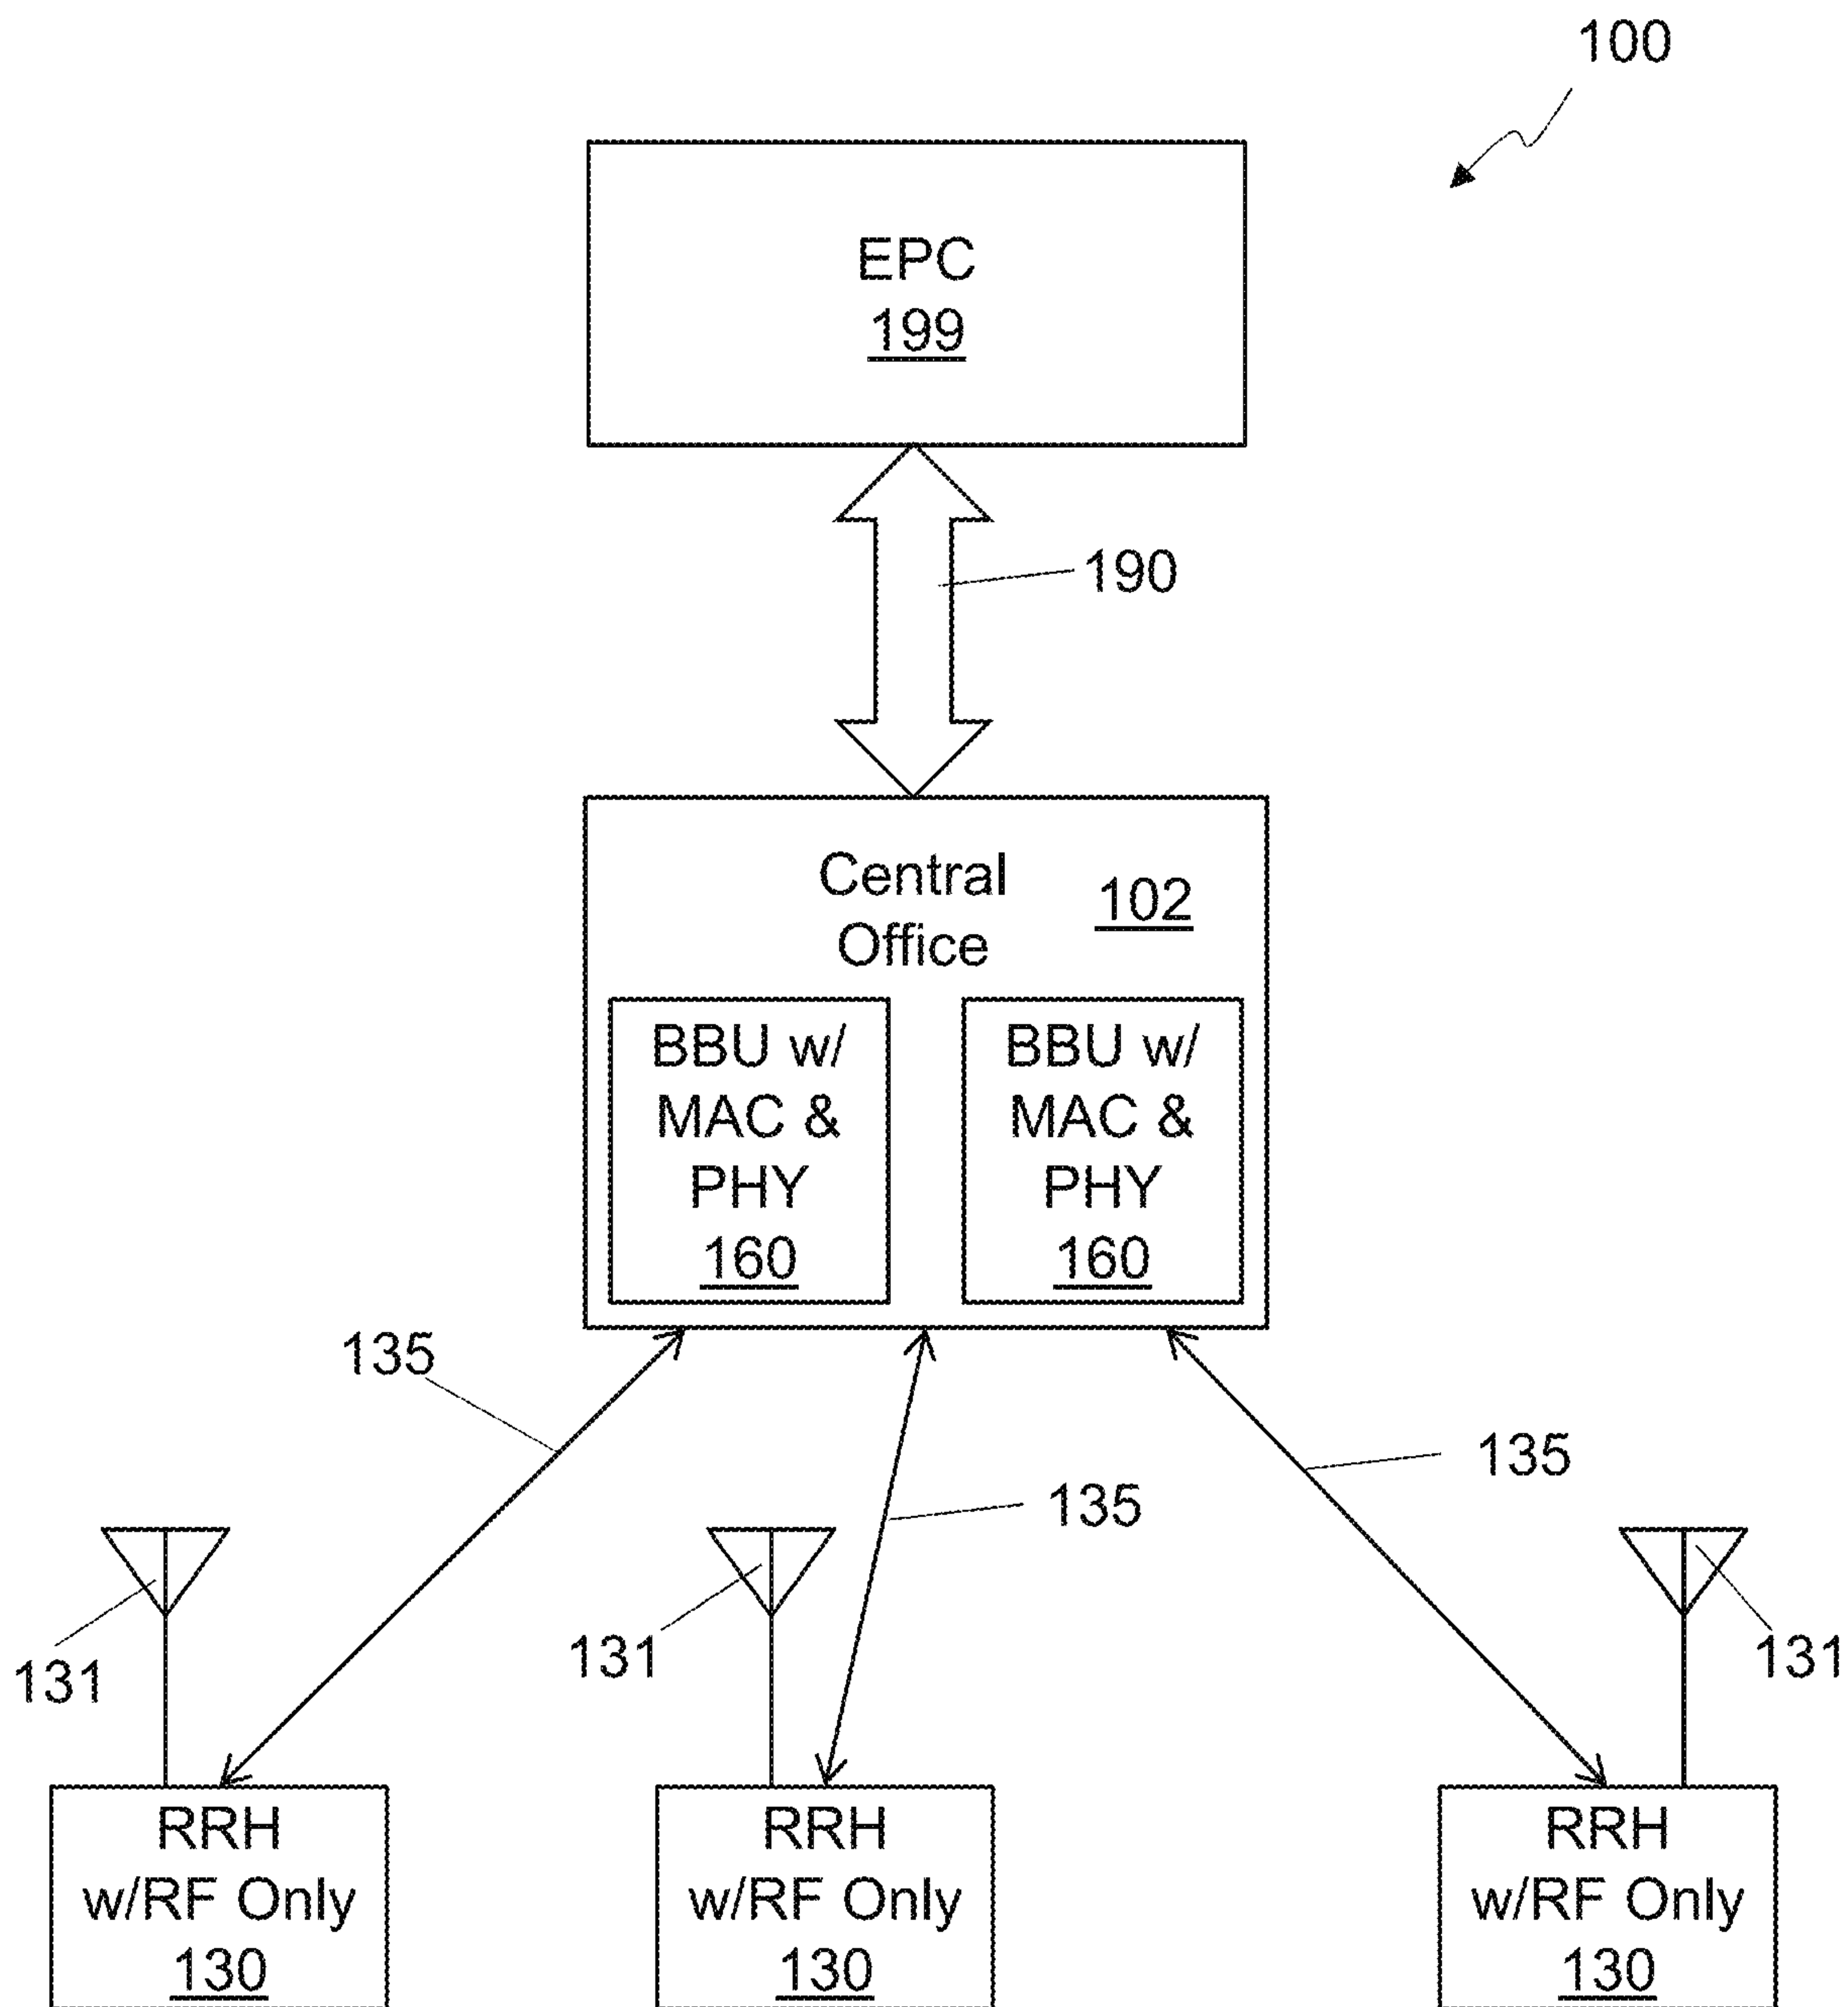 100
EPC
199
190
Central
Office
102
BBU w/
MAC &
PHY
160
BBU w/
MAC &
PHY
160
135
135
135
131
131
131
RRH
w/RF Only
130
RRH
w/RF Only
130
RRH
w/RF Only
130